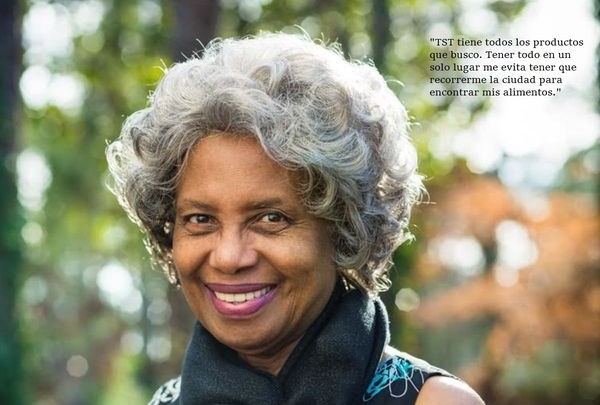 "TST tiene todos los productos
que busco. Tener todo en un
solo lugar me evita tener que
recorrerme la ciudad para
encontrar mis alimentos."